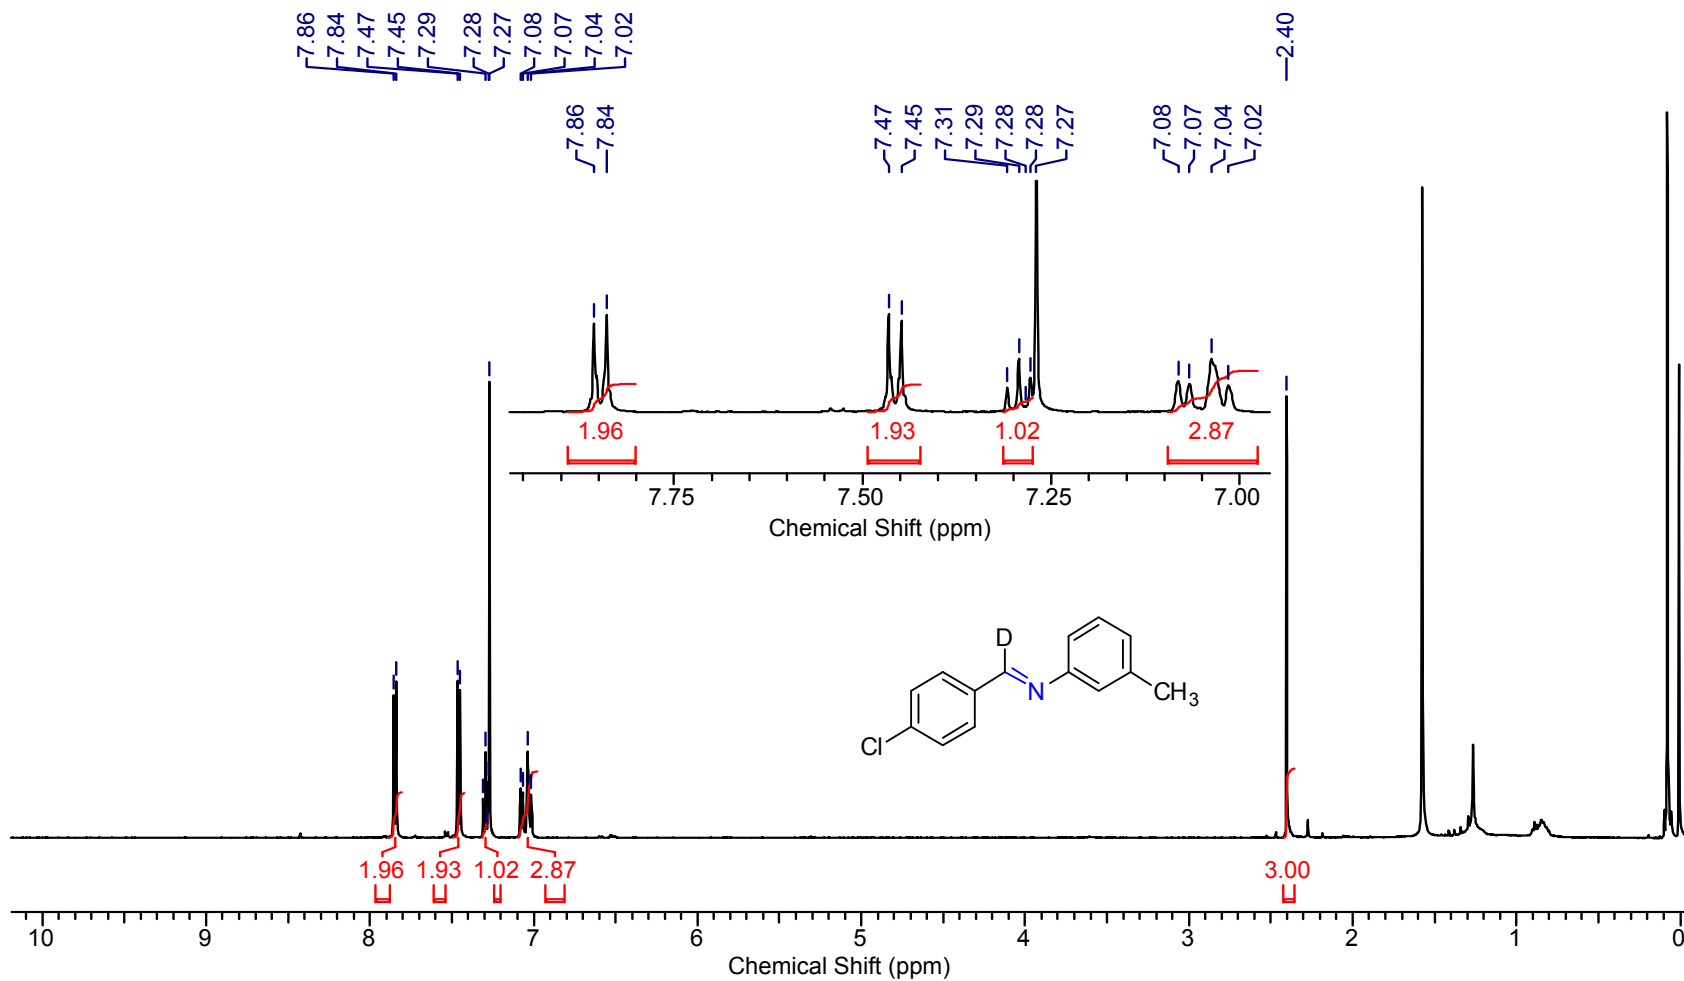 7.86 7.84 7.47 7.45 7.29 7.28 7.27 7.08 7.07 7.04 7.02 2.40
7.86 7.84 7.47 7.45 7.31 7.29 7.28 7.28 7.27 7.08 7.07 7.04 7.02
1.96 1.93 1.02 2.87
7.75 7.50 7.25 7.00
Chemical Shift (ppm)
D
N
CH3
Cl
1.96 1.93 1.02 2.87 3.00
10 9 8 7 6 5 4 3 2 1 0
Chemical Shift (ppm)